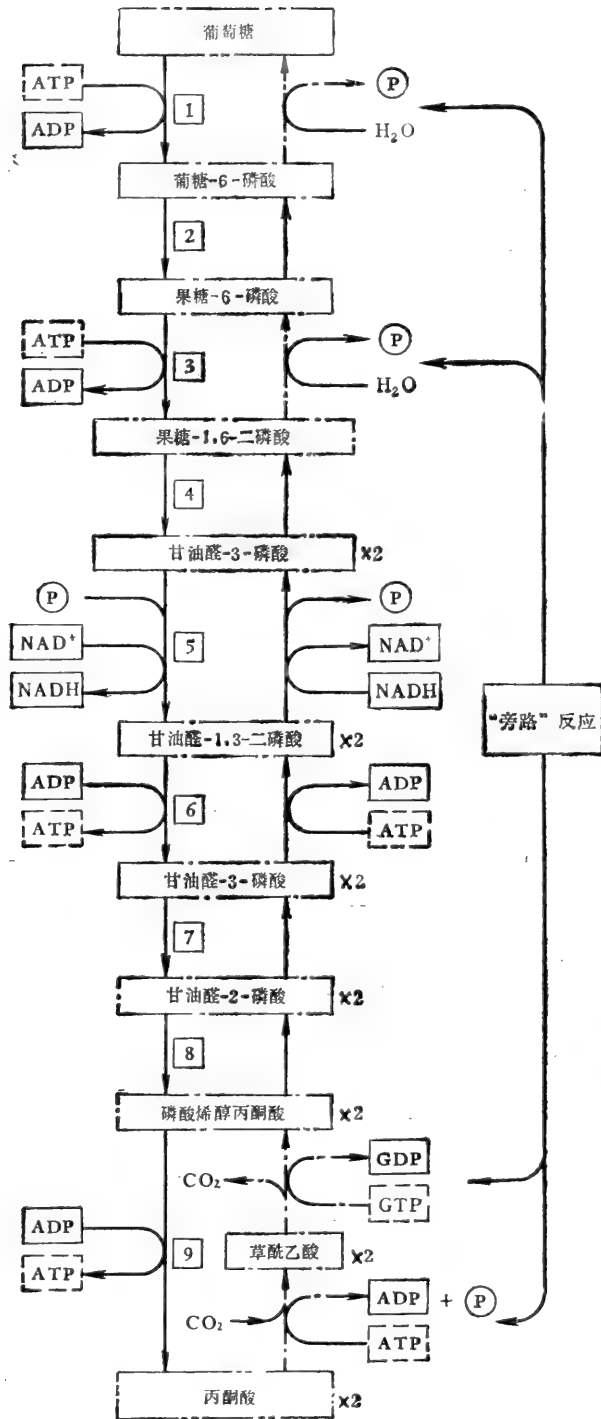 葡萄糖
ATP
ADP
1
P
H₂O
葡糖-6-磷酸
2
果糖-6-磷酸
ATP
ADP
3
P
H₂O
果糖-1,6-二磷酸
4
甘油醛-3-磷酸 ×2
P
NAD⁺
NADH
5
P
NAD⁺
NADH
"旁路"反应
甘油醛-1,3-二磷酸 ×2
ADP
ATP
6
ADP
ATP
甘油醛-3-磷酸 ×2
7
甘油醛-2-磷酸 ×2
8
磷酸烯醇丙酮酸 ×2
CO₂
GDP
GTP
ADP
ATP
9
草酰乙酸 ×2
CO₂
ADP + P
ATP
丙酮酸 ×2